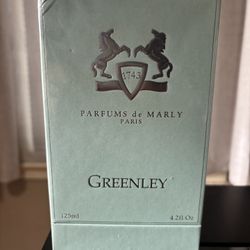 1743
PARFUMS de MARLY
PARIS
GREENLEY
125ml 4.2fl Oz